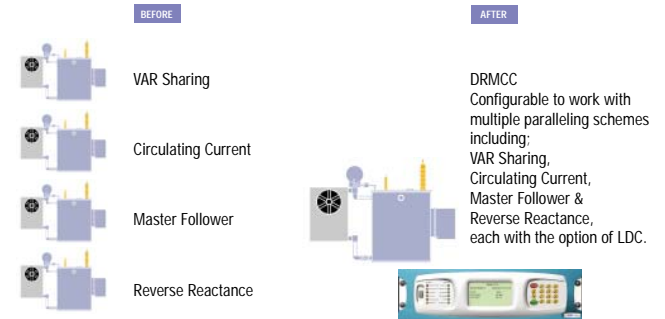 BEFORE
VAR Sharing
Circulating Current
Master Follower
Reverse Reactance
AFTER
DRMCC
Configurable to work with
multiple paralleling schemes
including;
VAR Sharing,
Circulating Current,
Master Follower &
Reverse Reactance,
each with the option of LDC.